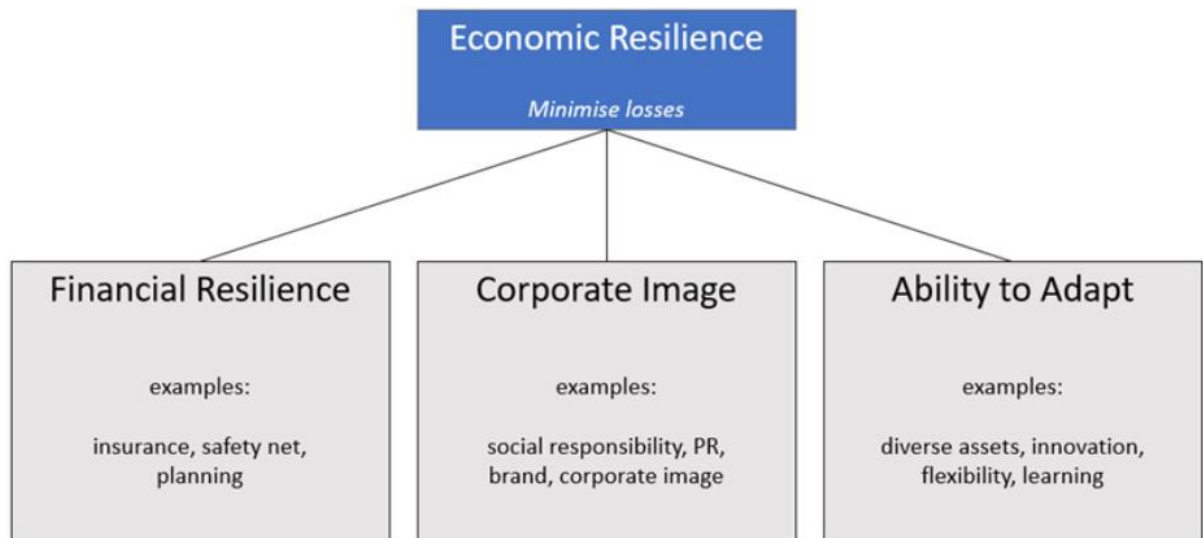 Economic Resilience
Minimise losses
Financial Resilience
examples:
insurance, safety net,
planning
Corporate Image
examples:
social responsibility, PR,
brand, corporate image
Ability to Adapt
examples:
diverse assets, innovation,
flexibility, learning